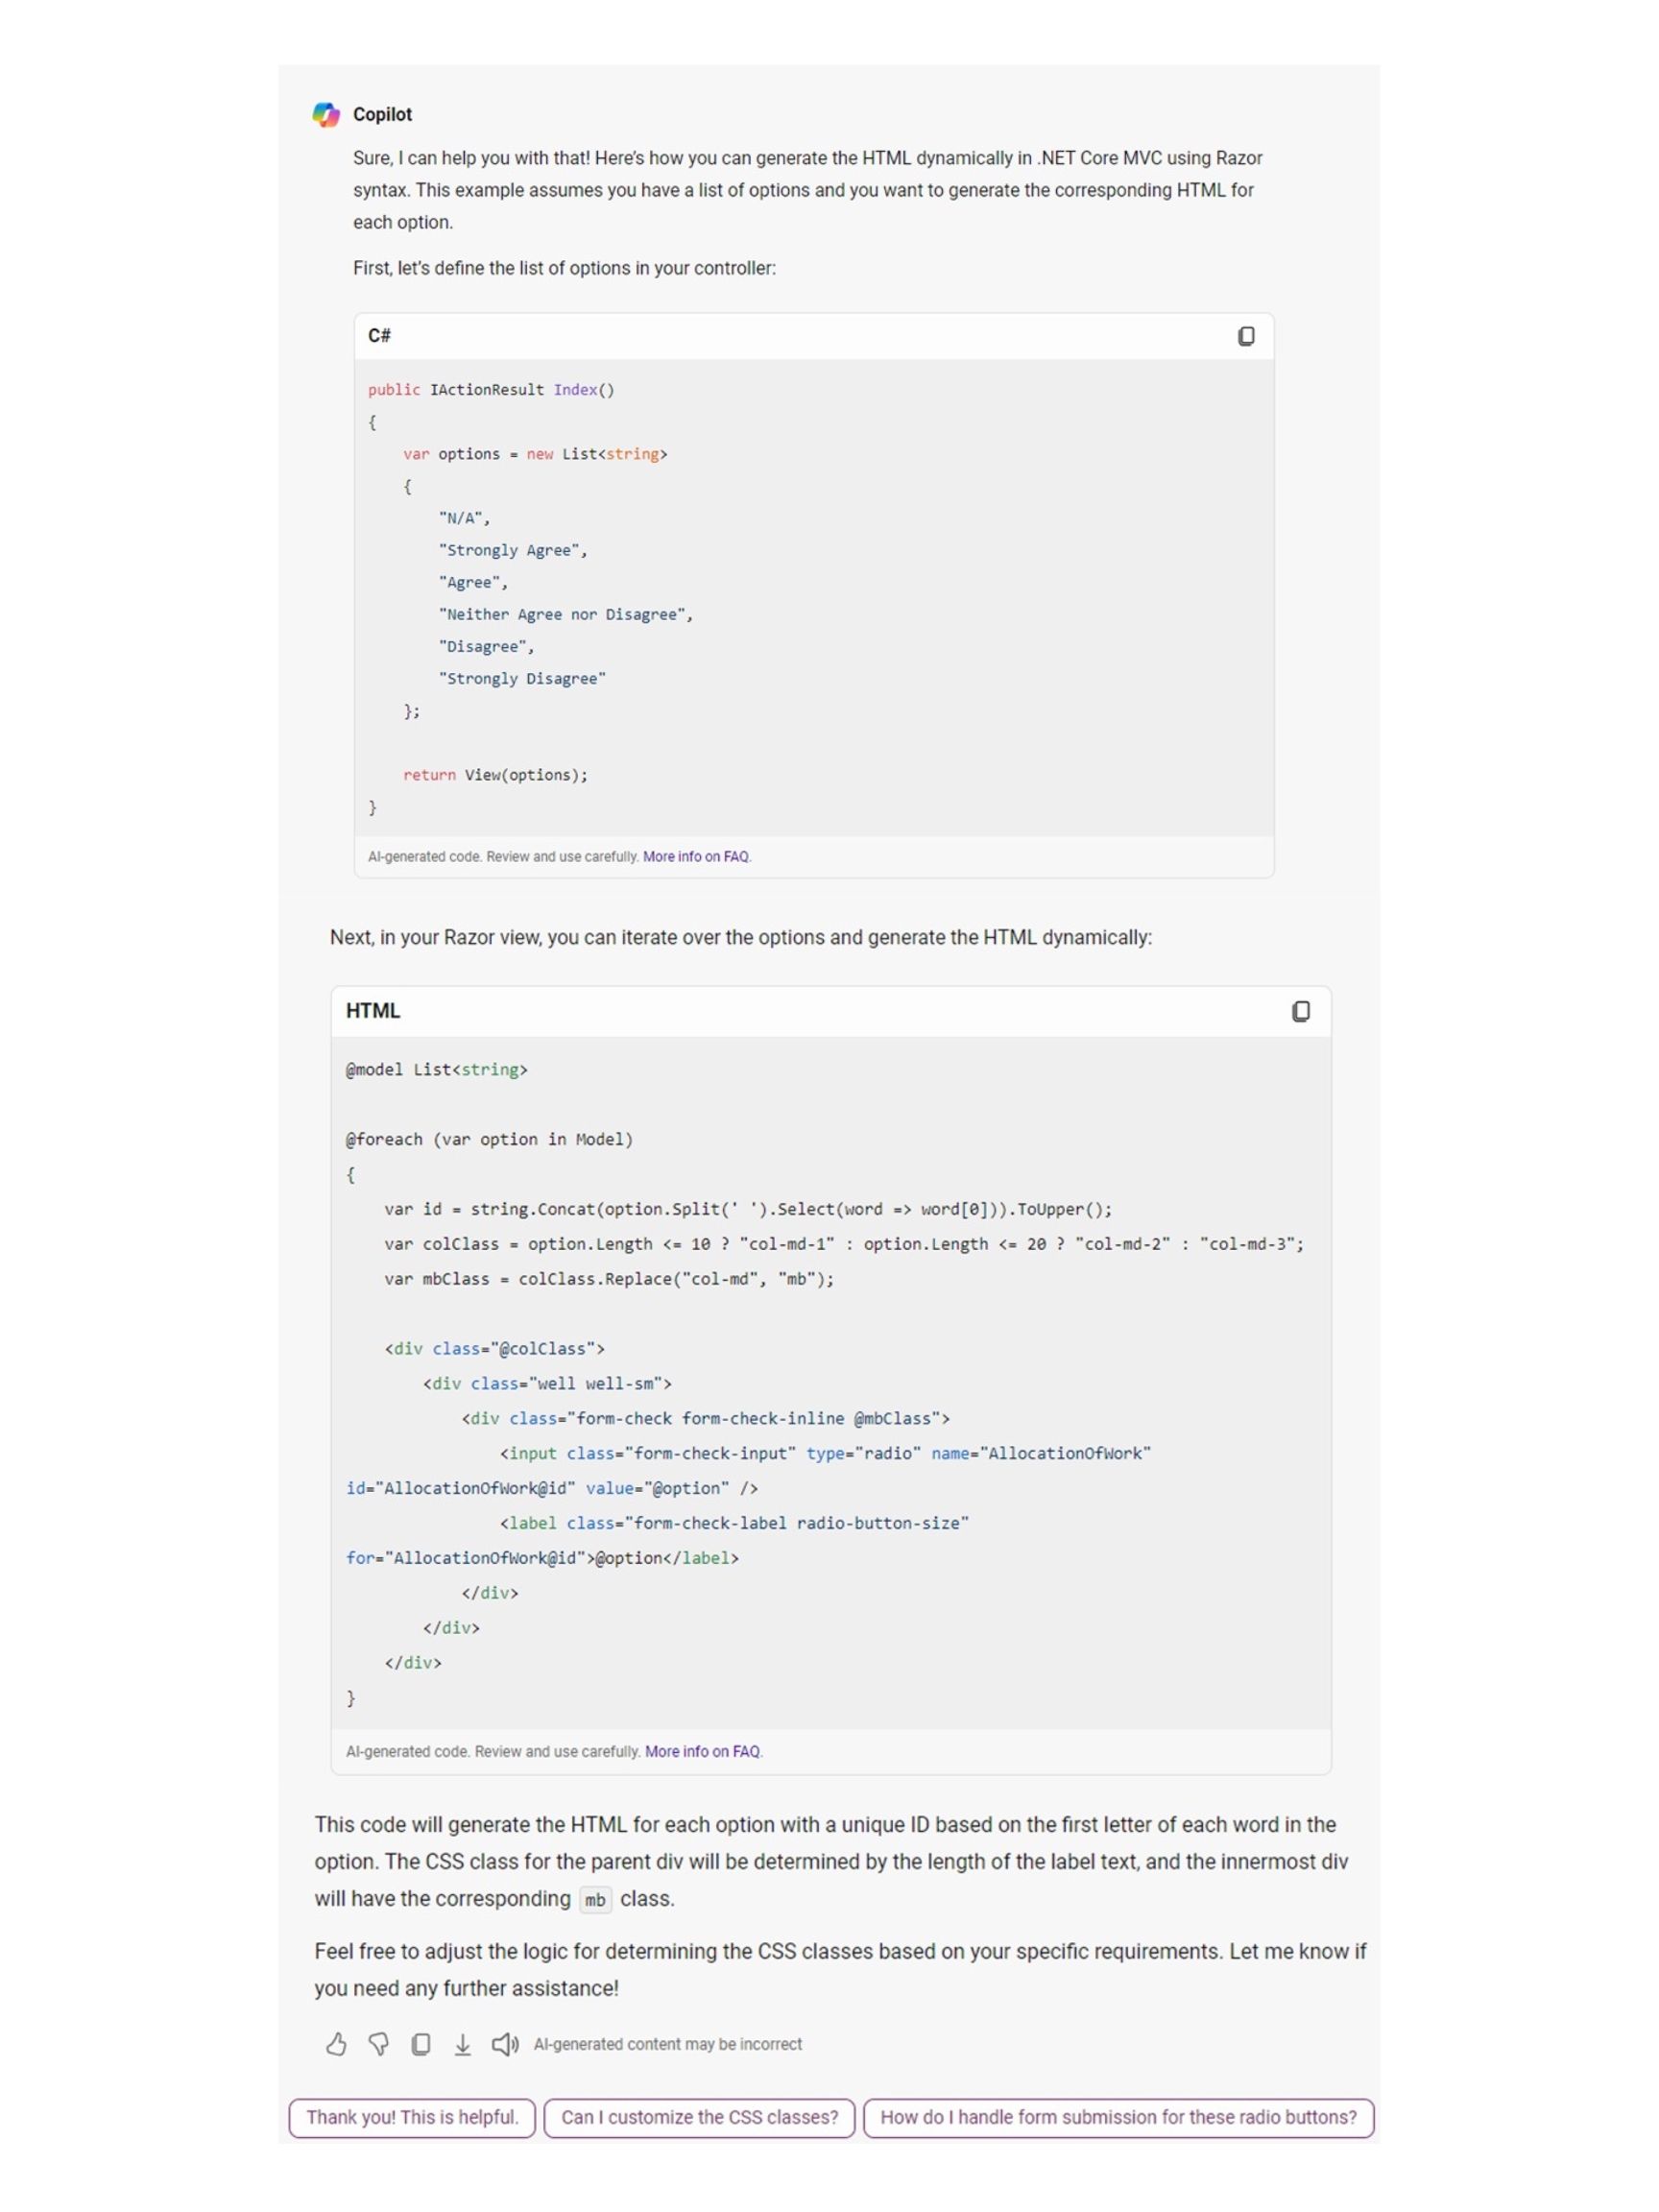 Copilot
Sure, I can help you with that! Here’s how you can generate the HTML dynamically in .NET Core MVC using Razor
syntax. This example assumes you have a list of options and you want to generate the corresponding HTML for
each option.
First, let’s define the list of options in your controller:
C#
public IActionResult Index()
{
    var options = new List<string>
    {
        "N/A",
        "Strongly Agree",
        "Agree",
        "Neither Agree nor Disagree",
        "Disagree",
        "Strongly Disagree"
    };
    return View(options);
}
AI-generated code. Review and use carefully. More info on FAQ.
Next, in your Razor view, you can iterate over the options and generate the HTML dynamically:
HTML
@model List<string>
@foreach (var option in Model)
{
    var id = string.Concat(option.Split(' ').Select(word => word[0])).ToUpper();
    var colClass = option.Length <= 10 ? "col-md-1" : option.Length <= 20 ? "col-md-2" : "col-md-3";
    var mbClass = colClass.Replace("col-md", "mb");
    <div class="@colClass">
        <div class="well well-sm">
            <div class="form-check form-check-inline @mbClass">
                <input class="form-check-input" type="radio" name="AllocationOfWork"
id="AllocationOfWork@id" value="@option" />
                <label class="form-check-label radio-button-size"
for="AllocationOfWork@id">@option</label>
            </div>
        </div>
    </div>
}
AI-generated code. Review and use carefully. More info on FAQ.
This code will generate the HTML for each option with a unique ID based on the first letter of each word in the
option. The CSS class for the parent div will be determined by the length of the label text, and the innermost div
will have the corresponding mb class.
Feel free to adjust the logic for determining the CSS classes based on your specific requirements. Let me know if
you need any further assistance!
AI-generated content may be incorrect
Thank you! This is helpful. Can I customize the CSS classes? How do I handle form submission for these radio buttons?